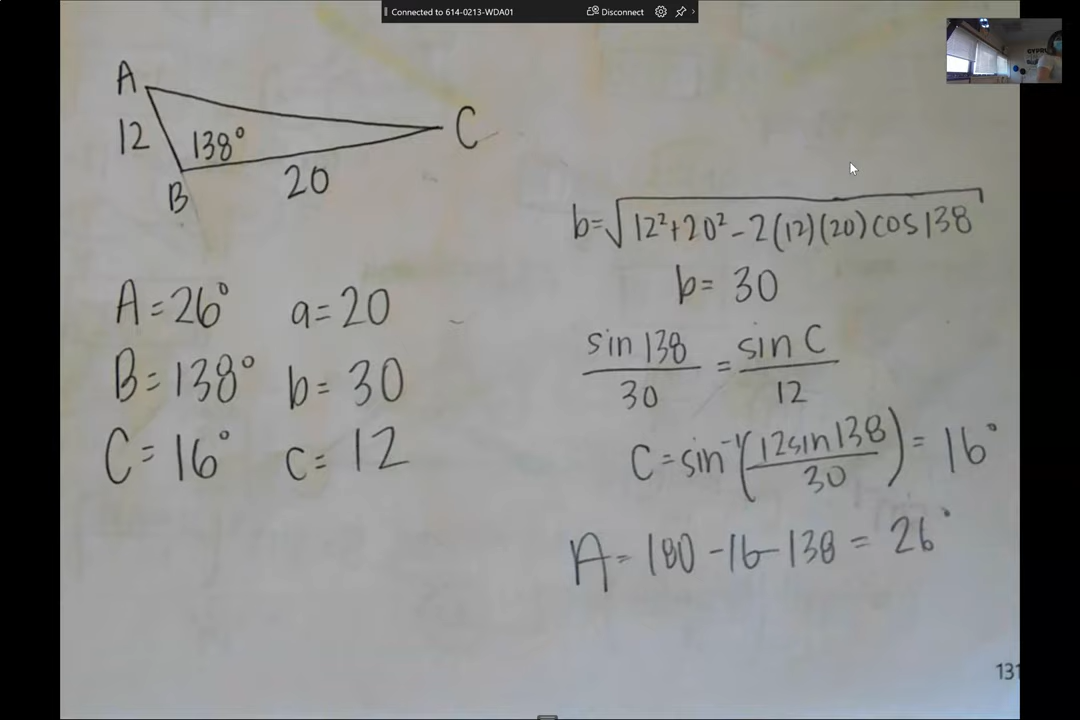 Connected to 614-0213-WDA01 Disconnect
A
12
138°
B
20
C
A = 26° a = 20
B = 138° b = 30
C = 16° c = 12
b = √12² + 20² - 2(12)(20) cos 138
b = 30
sin 138 / 30 = sin C / 12
C = sin⁻¹(12 sin 138 / 30) = 16°
A = 180 - 16 - 138 = 26°
131